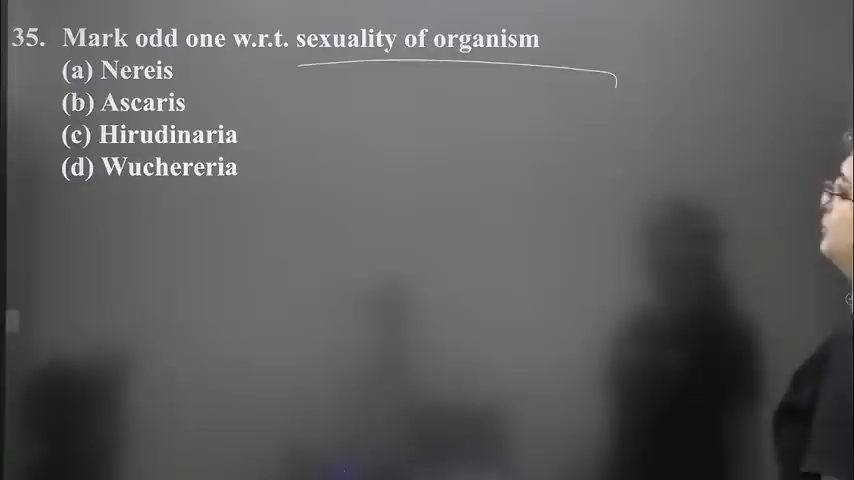 35. Mark odd one w.r.t. sexuality of organism
(a) Nereis
(b) Ascaris
(c) Hirudinaria
(d) Wuchereria